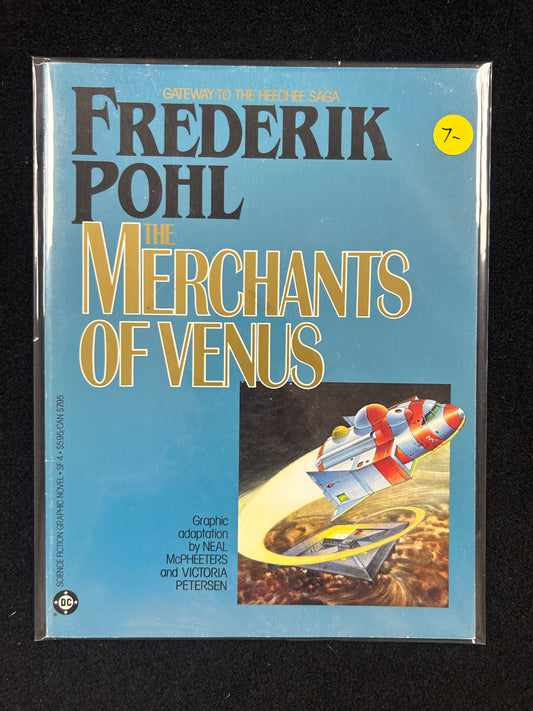 GATEWAY TO THE HEECHEE SAGA
FREDERIK
POHL
7-
THE
MERCHANTS
OF VENUS
Graphic
adaptation
by NEAL
McPHEETERS
and VICTORIA
PETERSEN
SCIENCE FICTION GRAPHIC NOVEL • SF 4 • $5.95/CAN $7.95
DC
3